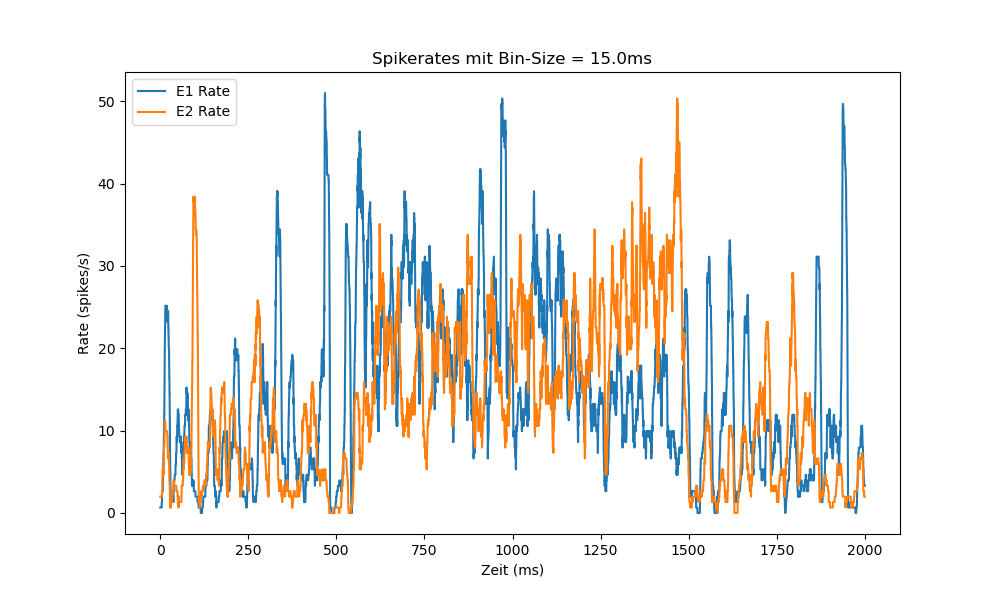 Spikerates mit Bin-Size = 15.0ms
E1 Rate
E2 Rate
Rate (spikes/s)
50
40
30
20
10
0
0 250 500 750 1000 1250 1500 1750 2000
Zeit (ms)